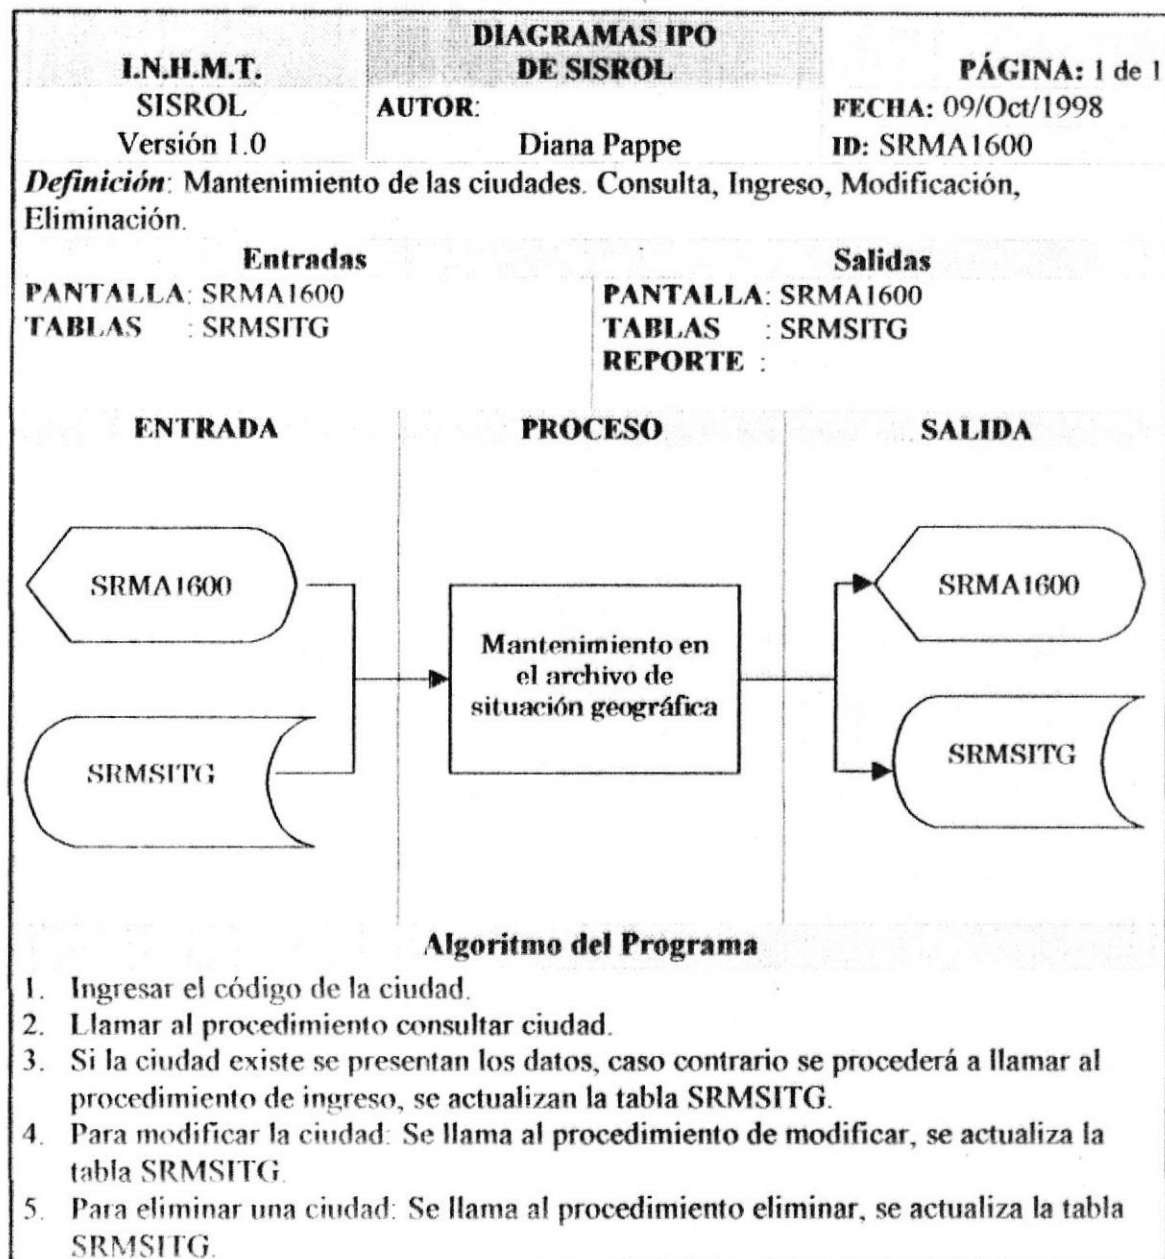 DIAGRAMAS IPO
DE SISROL
I.N.H.M.T.
SISROL
Versión 1.0
AUTOR:
Diana Pappe
PÁGINA: 1 de 1
FECHA: 09/Oct/1998
ID: SRMA1600
Definición: Mantenimiento de las ciudades. Consulta, Ingreso, Modificación,
Eliminación.
Entradas
PANTALLA: SRMA1600
TABLAS : SRMSITG
Salidas
PANTALLA: SRMA1600
TABLAS : SRMSITG
REPORTE :
ENTRADA
PROCESO
SALIDA
SRMA1600
SRMSITG
Mantenimiento en
el archivo de
situación geográfica
SRMA1600
SRMSITG
Algoritmo del Programa
1. Ingresar el código de la ciudad.
2. Llamar al procedimiento consultar ciudad.
3. Si la ciudad existe se presentan los datos, caso contrario se procederá a llamar al
procedimiento de ingreso, se actualizan la tabla SRMSITG.
4. Para modificar la ciudad: Se llama al procedimiento de modificar, se actualiza la
tabla SRMSITG.
5. Para eliminar una ciudad: Se llama al procedimiento eliminar, se actualiza la tabla
SRMSITG.